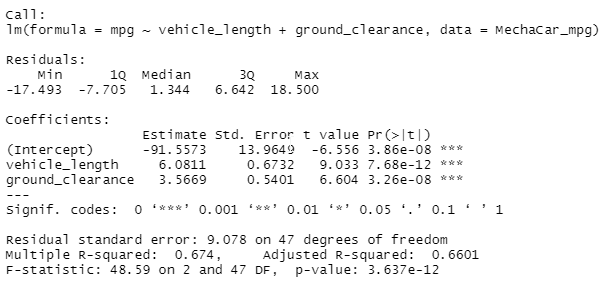 Call:
lm(formula = mpg ~ vehicle_length + ground_clearance, data = MechaCar_mpg)
Residuals:
    Min      1Q  Median      3Q     Max
-17.493  -7.705   1.344   6.642  18.500
Coefficients:
                 Estimate Std. Error t value Pr(>|t|)
(Intercept)      -91.5573    13.9649  -6.556 3.86e-08 ***
vehicle_length     6.0811     0.6732   9.033 7.68e-12 ***
ground_clearance   3.5669     0.5401   6.604 3.26e-08 ***
---
Signif. codes:  0 ‘***’ 0.001 ‘**’ 0.01 ‘*’ 0.05 ‘.’ 0.1 ‘ ’ 1
Residual standard error: 9.078 on 47 degrees of freedom
Multiple R-squared:  0.674,	Adjusted R-squared:  0.6601
F-statistic: 48.59 on 2 and 47 DF,  p-value: 3.637e-12